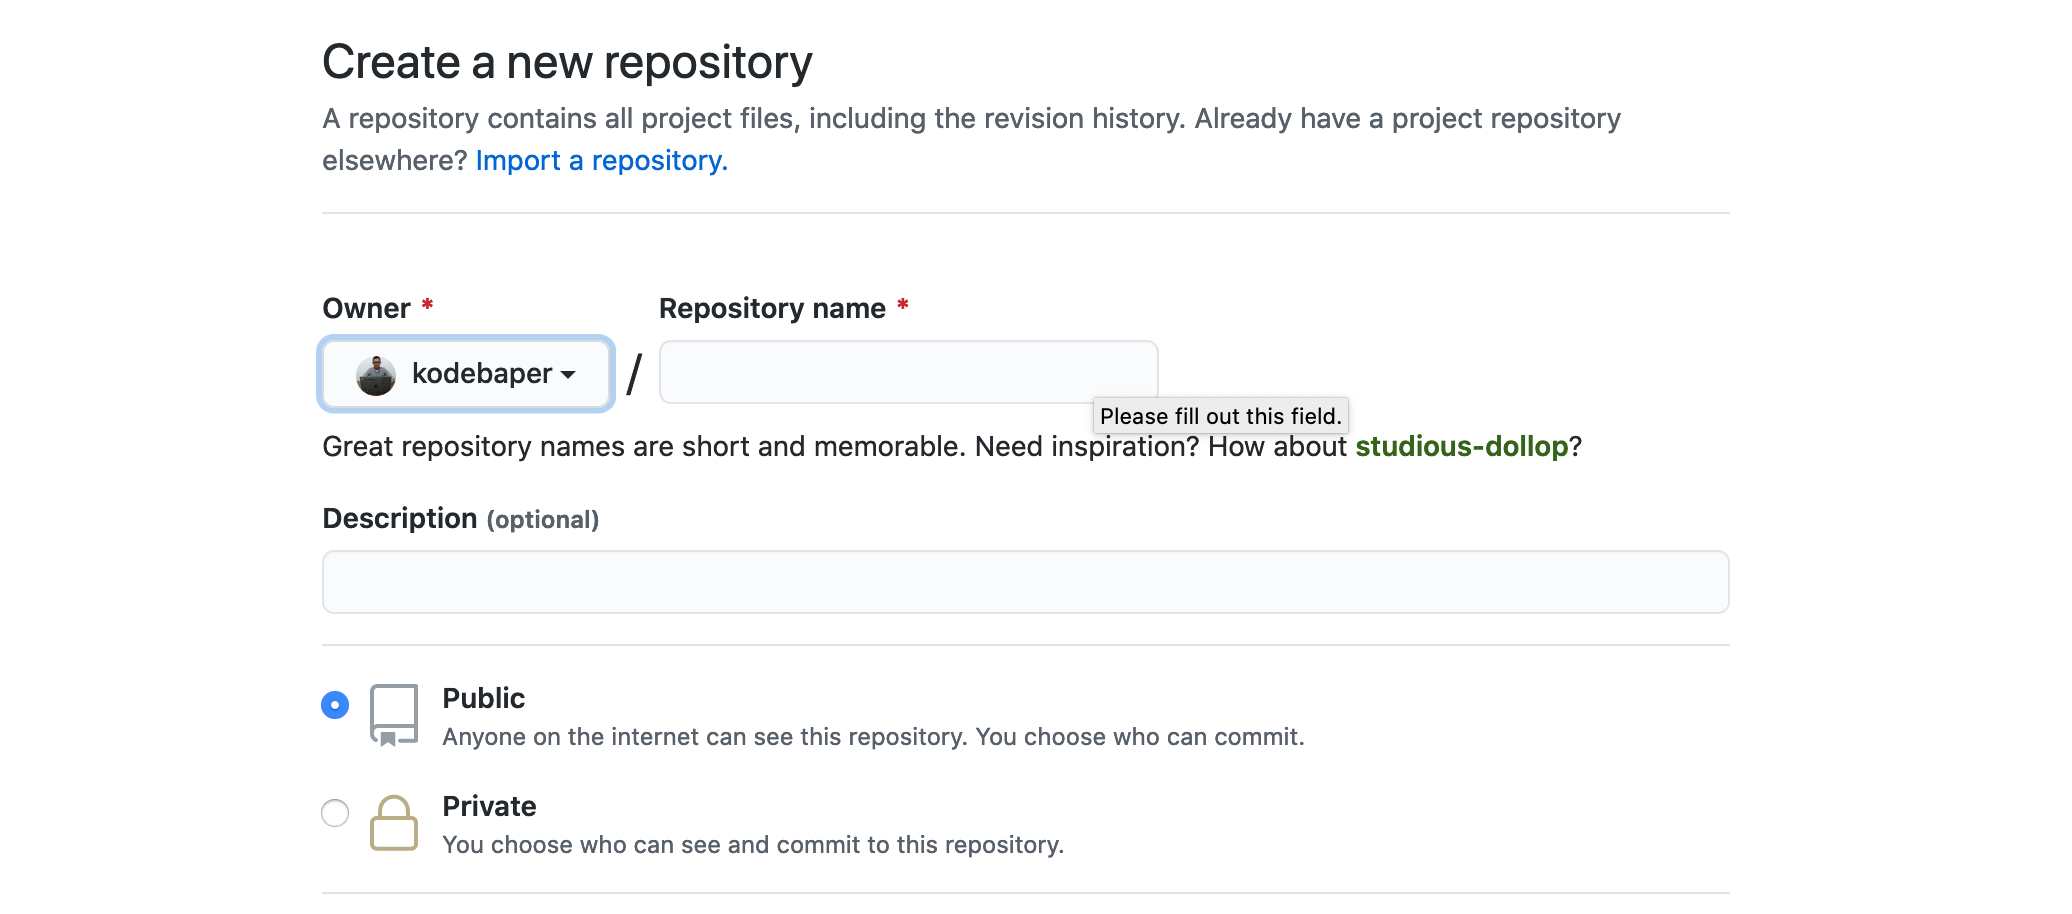 Create a new repository
A repository contains all project files, including the revision history. Already have a project repository
elsewhere? Import a repository.
Owner *
Repository name *
kodebaper
/
Please fill out this field.
Great repository names are short and memorable. Need inspiration? How about studious-dollop?
Description (optional)
Public
Anyone on the internet can see this repository. You choose who can commit.
Private
You choose who can see and commit to this repository.